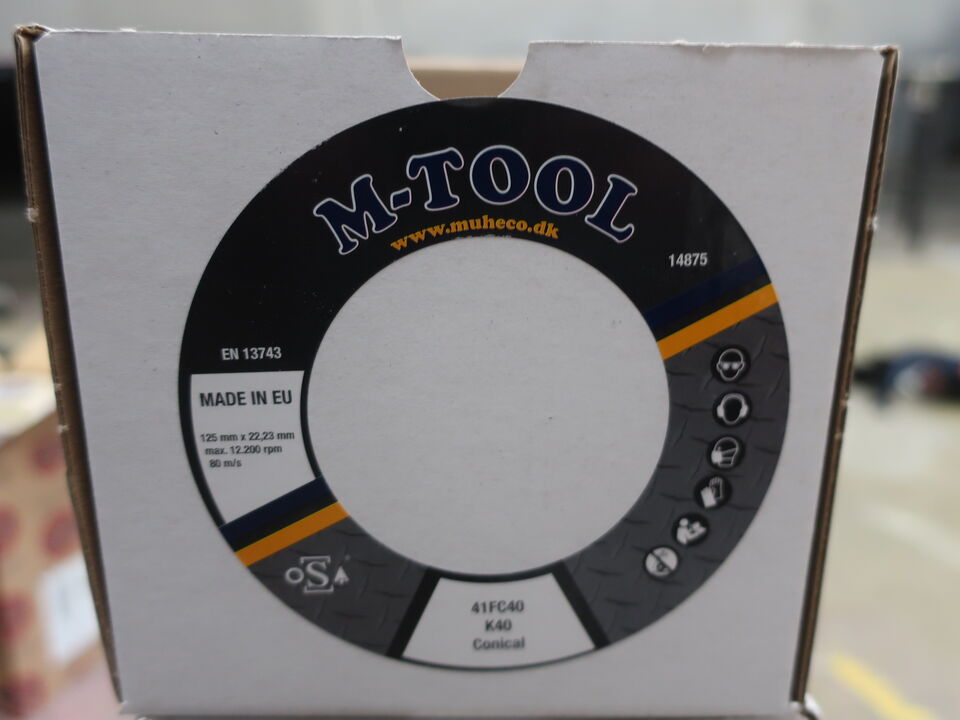 M-TOOL
www.muheco.dk
14875
EN 13743
MADE IN EU
125 mm x 22,23 mm
max. 12.200 rpm
80 m/s
oSa
41FC40
K40
Conical